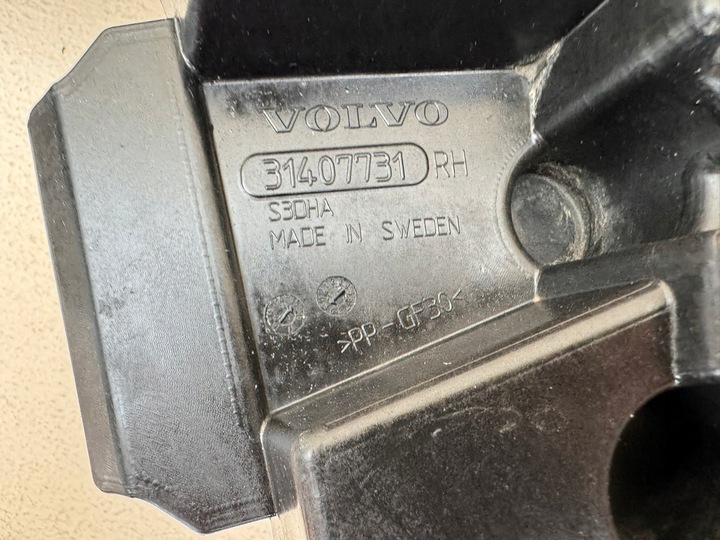 VOLVO
31407731 RH
S3DHA
MADE IN SWEDEN
>PP-GF30<